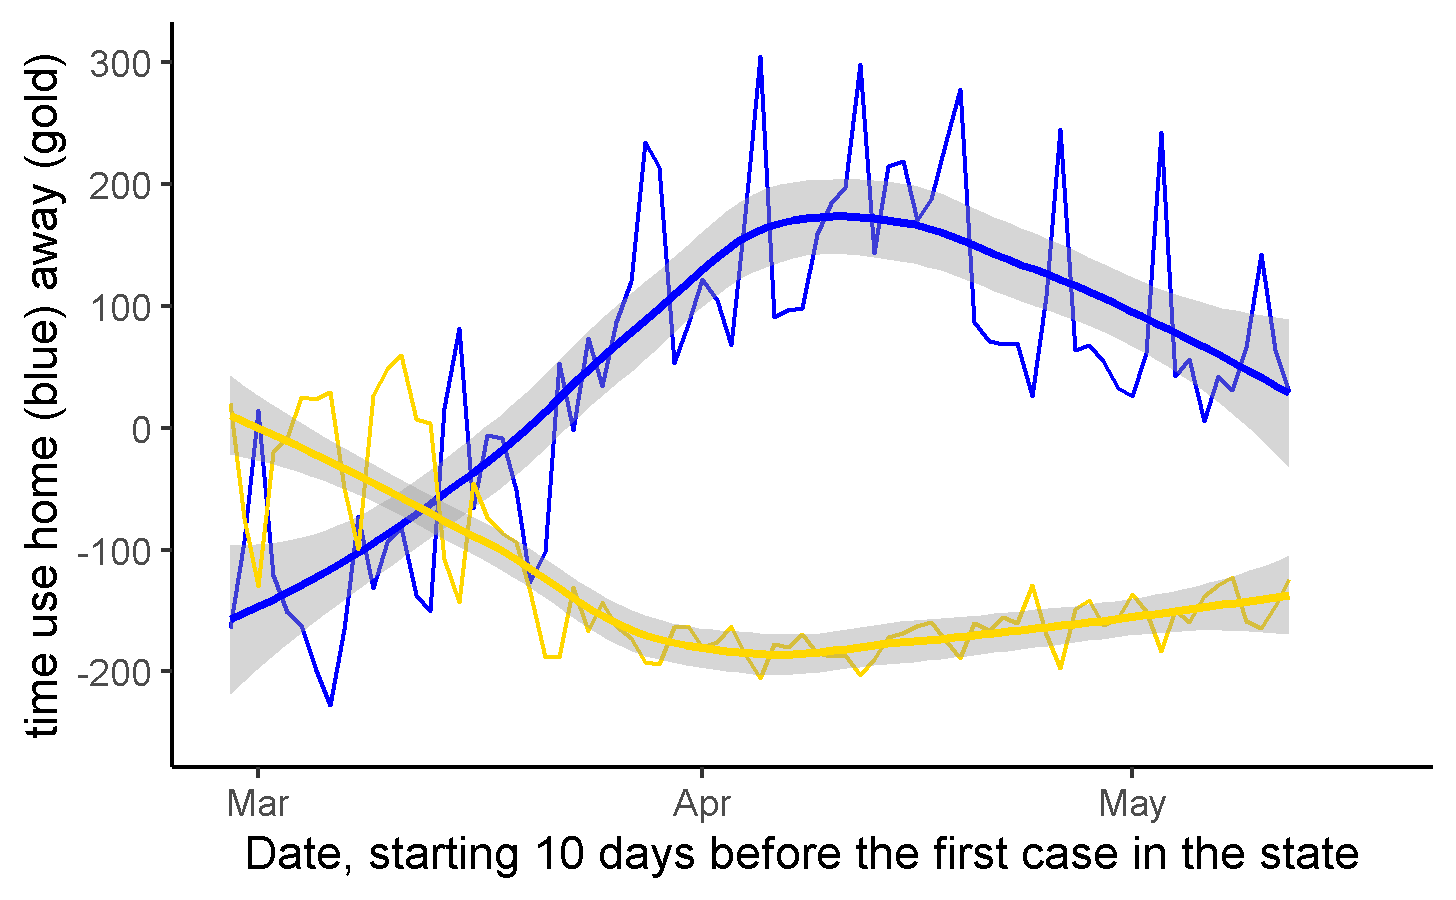 time use home (blue) away (gold)
300
200
100
0
-100
-200
Mar Apr May
Date, starting 10 days before the first case in the state